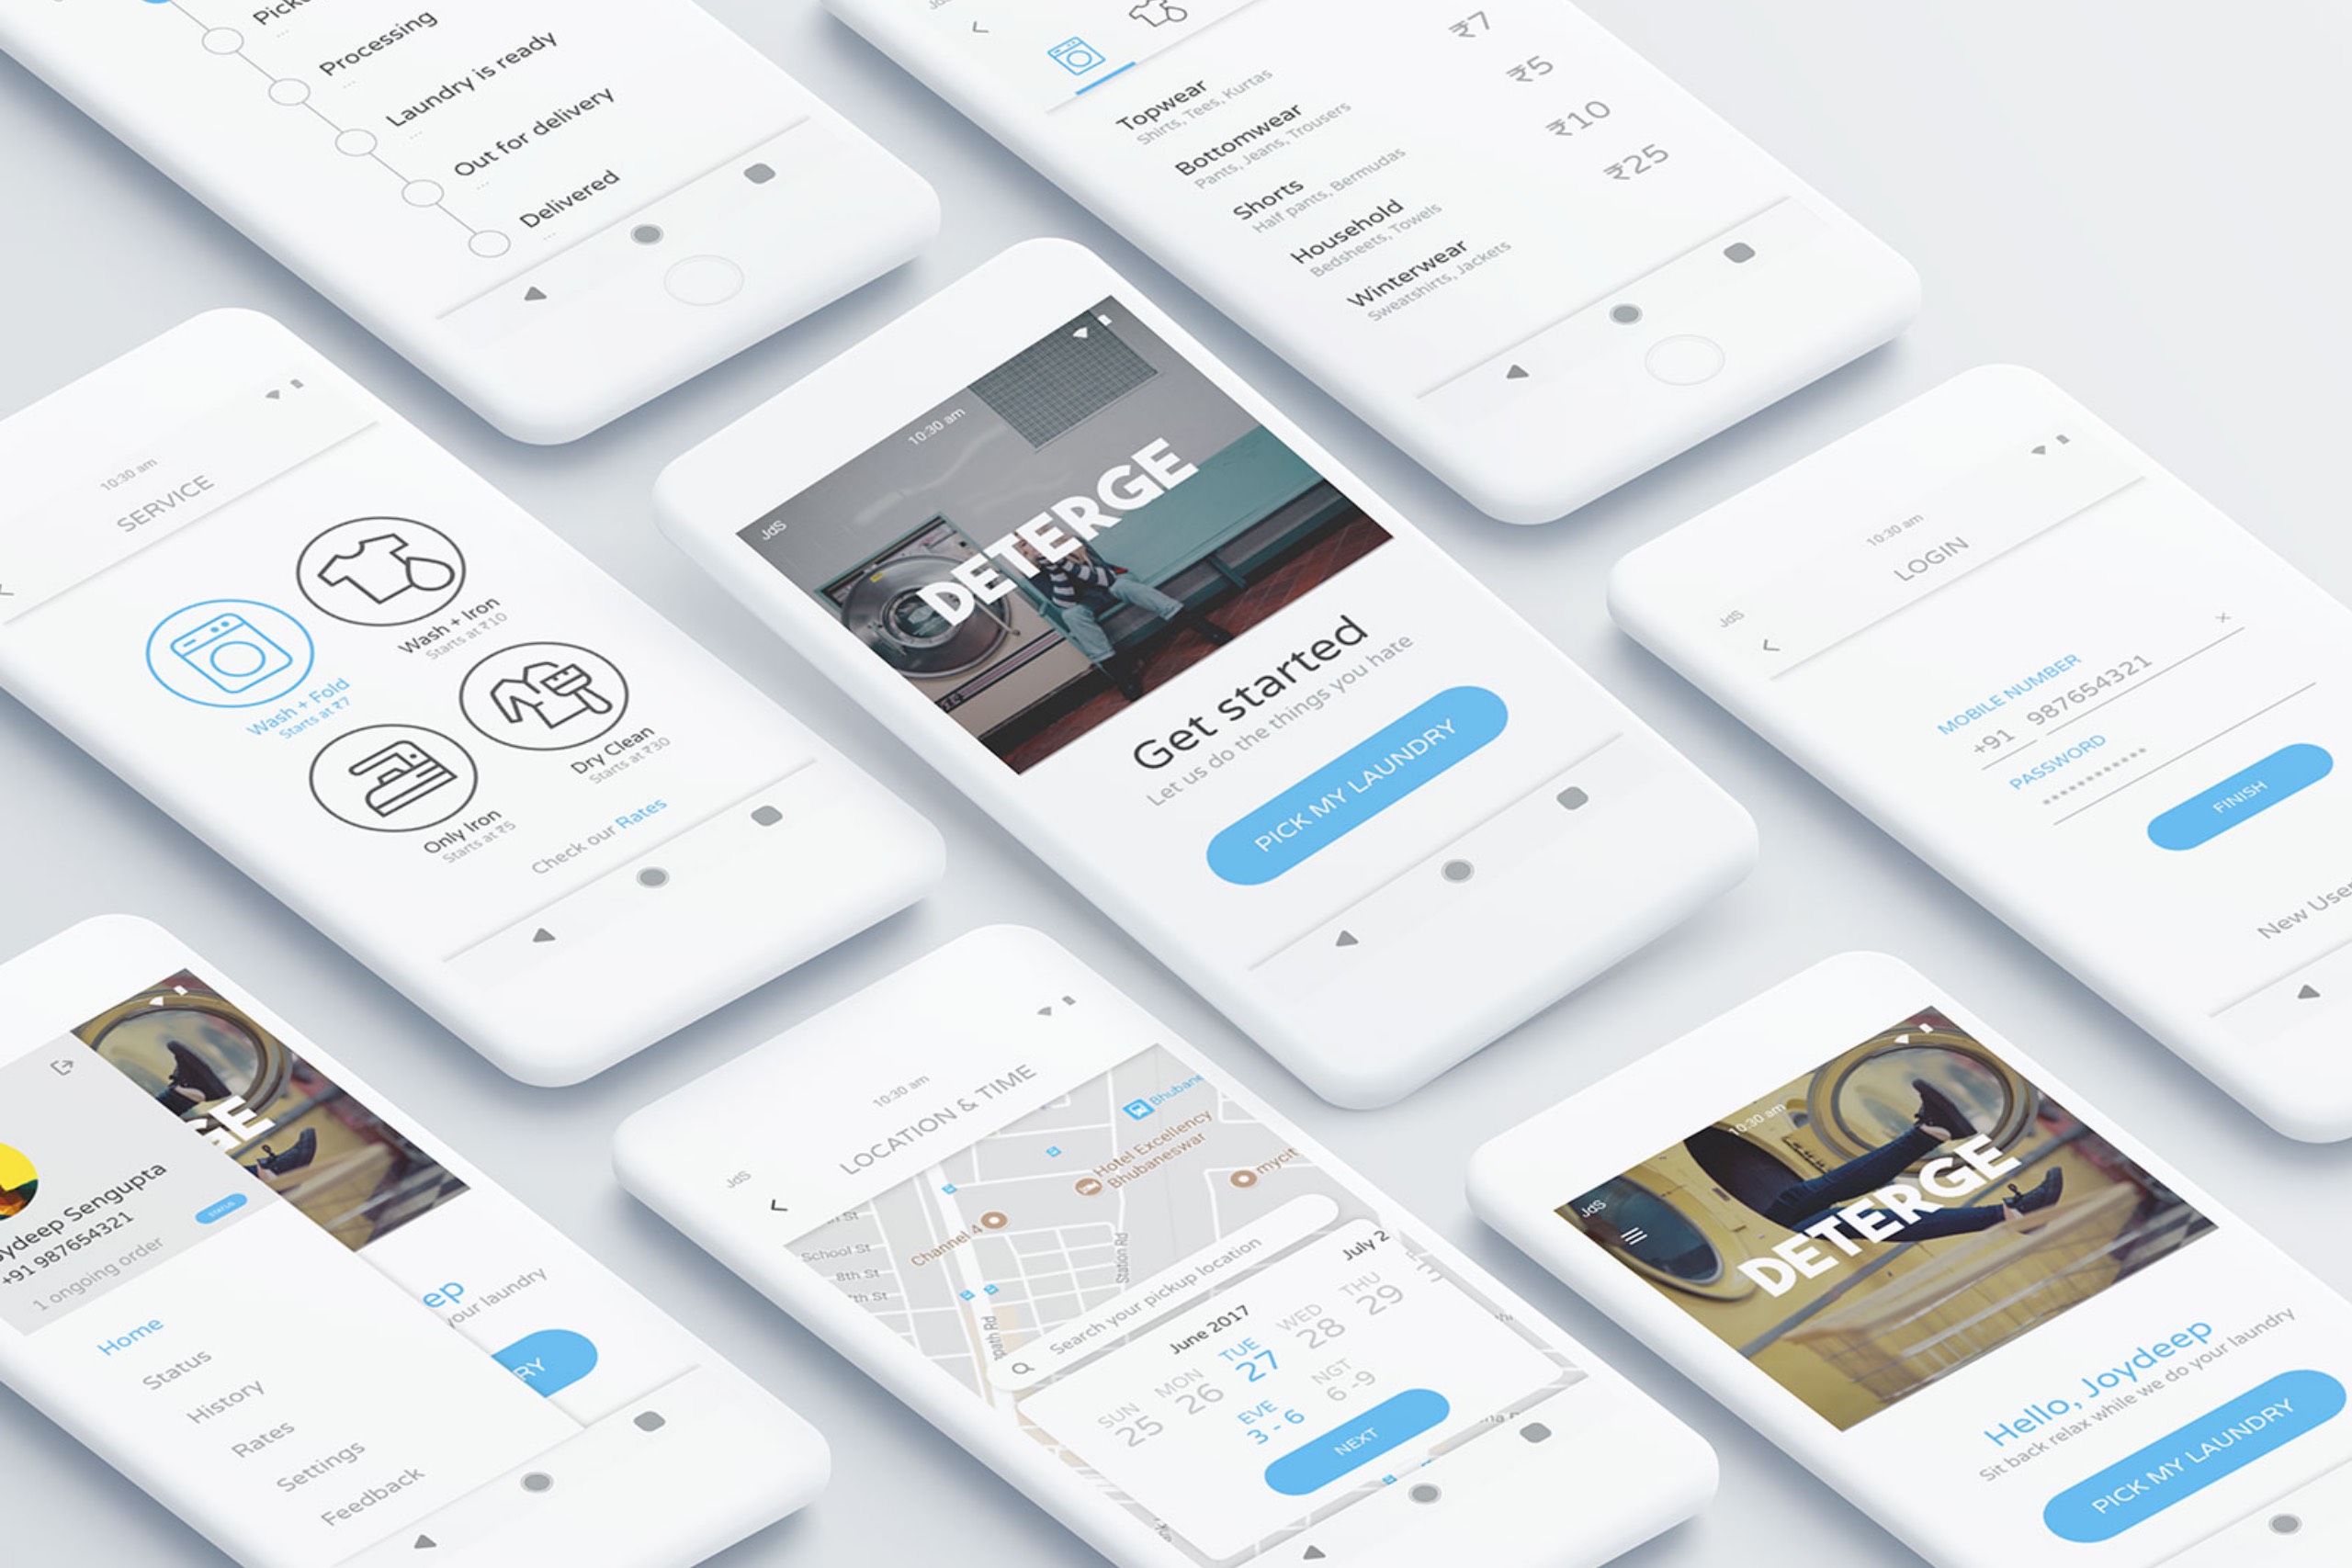 Processing
...
Laundry is ready
...
Out for delivery
...
Delivered
...
Topwear
Shirts, Tees, Kurtas
₹7
Bottomwear
Pants, Jeans, Trousers
₹5
Shorts
Half pants, Bermudas
₹10
Household
Bedsheets, Towels
₹25
Winterwear
Sweatshirts, Jackets
10:30 am
SERVICE
Wash + Fold
Starts at ₹7
Wash + Iron
Starts at ₹10
Only Iron
Starts at ₹5
Dry Clean
Starts at ₹30
Check our Rates
JdS
10:30 am
DETERGE
Get started
Let us do the things you hate
PICK MY LAUNDRY
JdS
10:30 am
LOGIN
MOBILE NUMBER
+91 987654321
PASSWORD
FINISH
New User
GE
ydeep Sengupta
+91 987654321
1 ongoing order
STATUS
Home
Status
History
Rates
Settings
Feedback
ep
your laundry
RY
JdS
10:30 am
LOCATION & TIME
Bhubane
Hotel Excellency
Bhubaneswar
mycit
Channel 4
School St
8th St
7th St
Station Rd
Search your pickup location
June 2017
July 2
SUN MON TUE WED THU
25 26 27 28 29
EVE NGT
3 - 6 6 -9
NEXT
JdS
10:30 am
DETERGE
Hello, Joydeep
Sit back relax while we do your laundry
PICK MY LAUNDRY